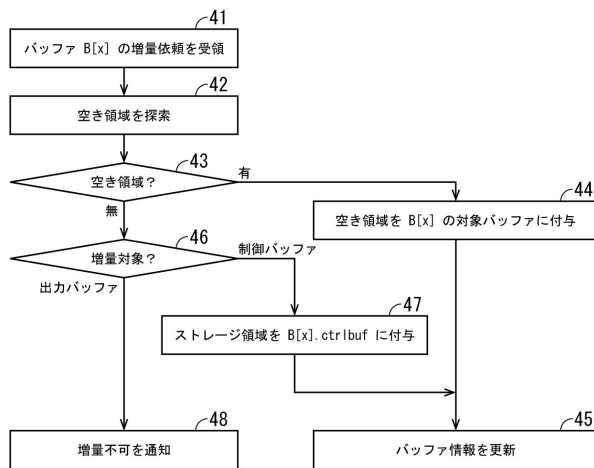 41
バッファ B[x] の増量依頼を受領
42
空き領域を探索
43
空き領域？
有
無
44
空き領域を B[x] の対象バッファに付与
46
増量対象？
制御バッファ
出力バッファ
47
ストレージ領域を B[x].ctrlbuf に付与
48
増量不可を通知
45
バッファ情報を更新